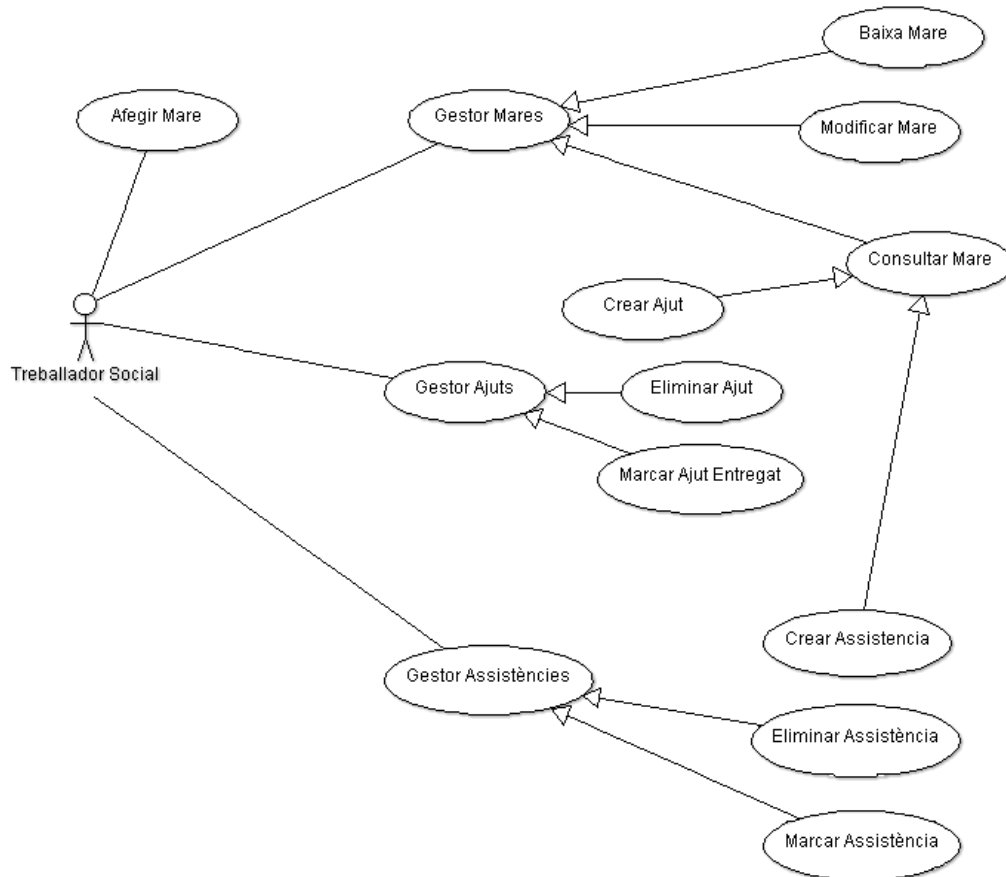 Baixa Mare
Afegir Mare
Gestor Mares
Modificar Mare
Consultar Mare
Crear Ajut
Treballador Social
Gestor Ajuts
Eliminar Ajut
Marcar Ajut Entregat
Crear Assistencia
Gestor Assistències
Eliminar Assistència
Marcar Assistència